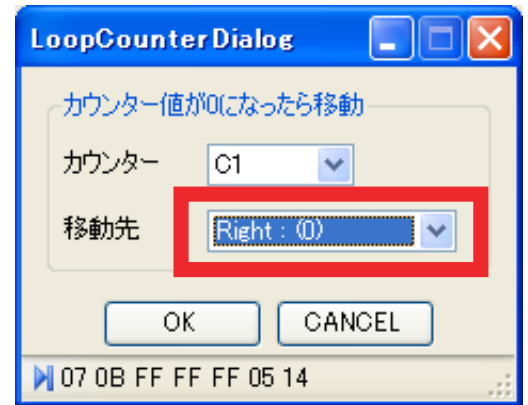 LoopCounterDialog
カウンター値が0になったら移動
カウンター C1
移動先 Right : (0)
OK CANCEL
07 0B FF FF FF 05 14